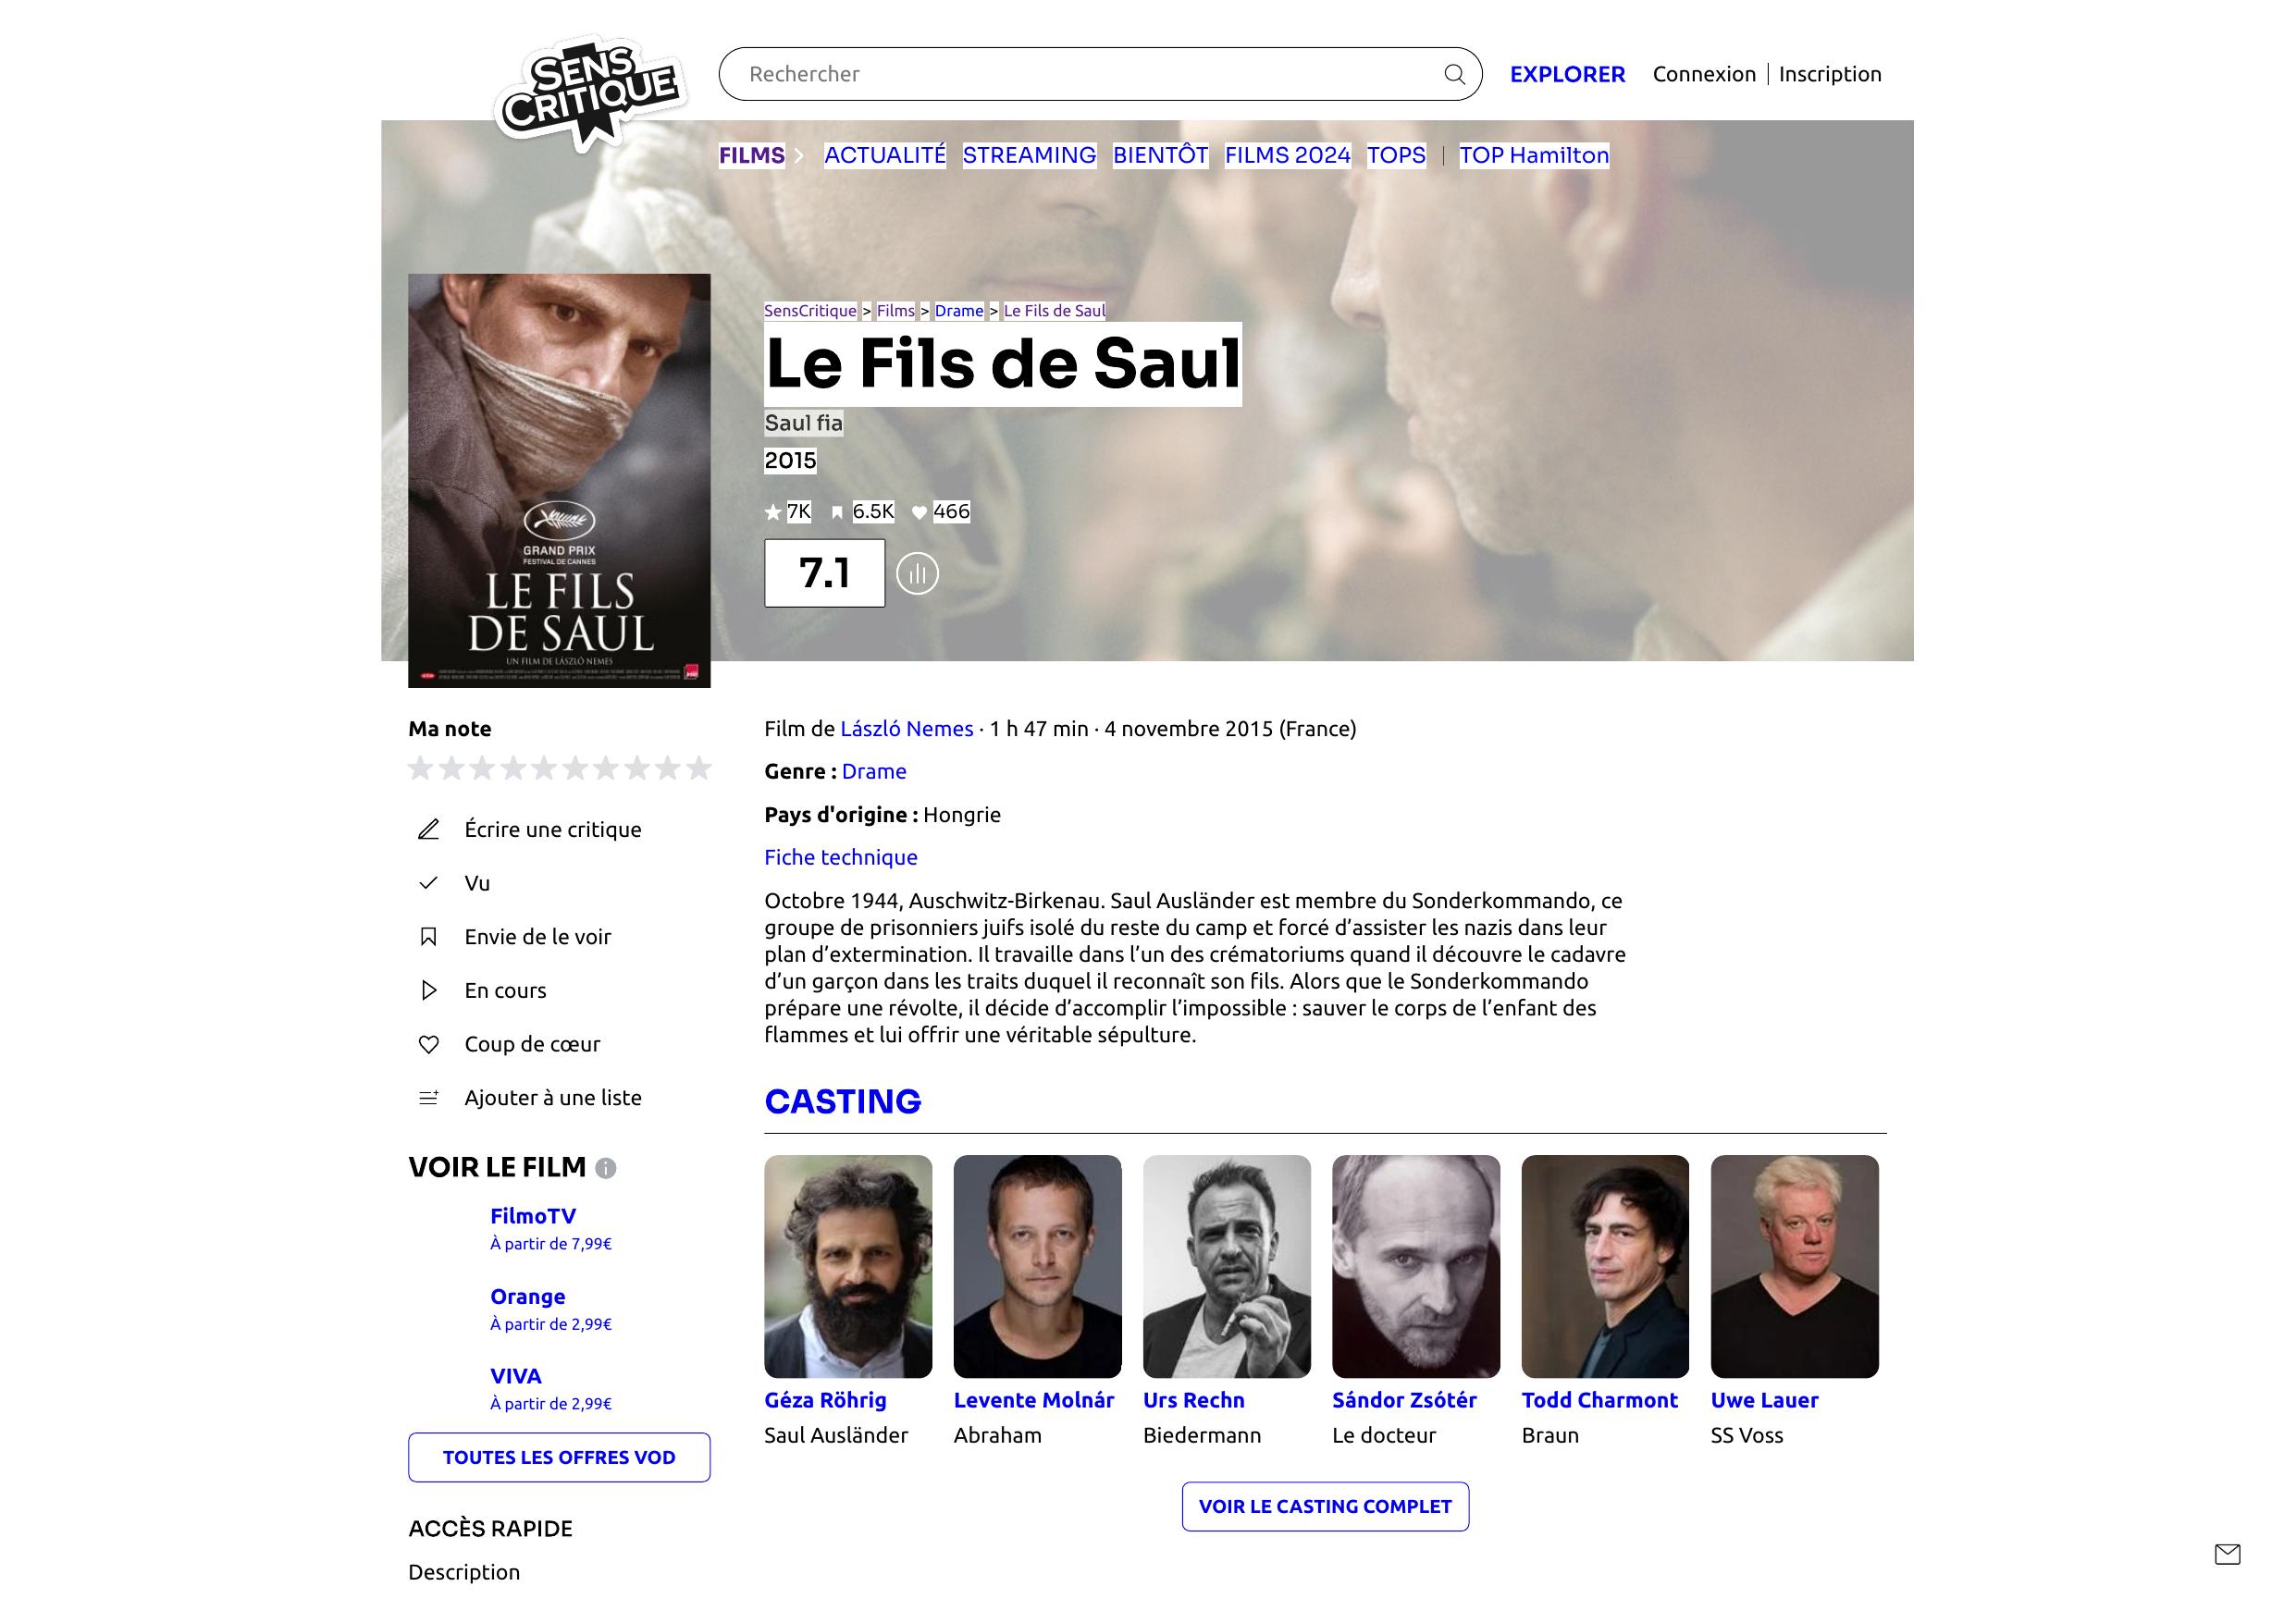 SENS
CRITIQUE
Rechercher
EXPLORER
Connexion | Inscription
FILMS
ACTUALITÉ
STREAMING
BIENTÔT
FILMS 2024
TOPS
|
TOP Hamilton
SensCritique > Films > Drame > Le Fils de Saul
Le Fils de Saul
Saul fia
2015
7K
6.5K
466
7.1
GRAND PRIX
FESTIVAL DE CANNES
LE FILS
DE SAUL
UN FILM DE LÁSZLÓ NEMES
Ma note
Écrire une critique
Vu
Envie de le voir
En cours
Coup de cœur
Ajouter à une liste
VOIR LE FILM
FilmoTV
À partir de 7,99€
Orange
À partir de 2,99€
VIVA
À partir de 2,99€
TOUTES LES OFFRES VOD
ACCÈS RAPIDE
Description
Film de László Nemes · 1 h 47 min · 4 novembre 2015 (France)
Genre : Drame
Pays d'origine : Hongrie
Fiche technique
Octobre 1944, Auschwitz-Birkenau. Saul Ausländer est membre du Sonderkommando, ce
groupe de prisonniers juifs isolé du reste du camp et forcé d’assister les nazis dans leur
plan d’extermination. Il travaille dans l’un des crématoriums quand il découvre le cadavre
d’un garçon dans les traits duquel il reconnaît son fils. Alors que le Sonderkommando
prépare une révolte, il décide d’accomplir l’impossible : sauver le corps de l’enfant des
flammes et lui offrir une véritable sépulture.
CASTING
Géza Röhrig
Saul Ausländer
Levente Molnár
Abraham
Urs Rechn
Biedermann
Sándor Zsótér
Le docteur
Todd Charmont
Braun
Uwe Lauer
SS Voss
VOIR LE CASTING COMPLET